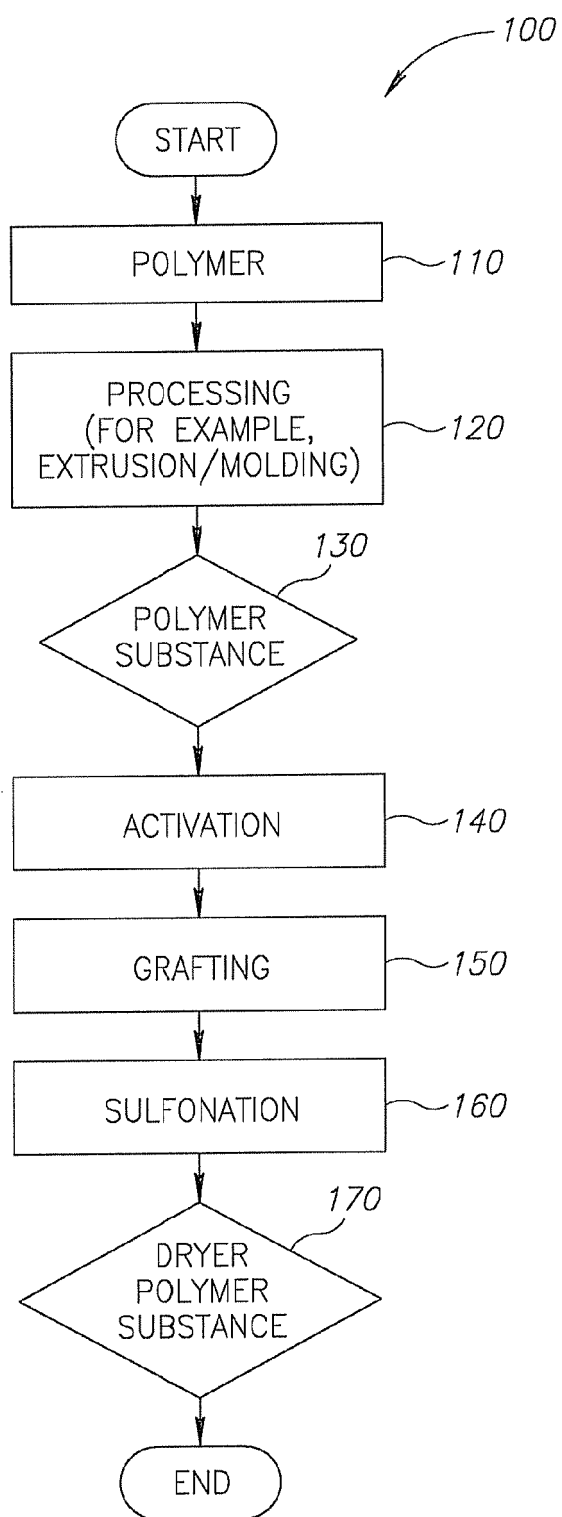 100
START
POLYMER
110
PROCESSING
(FOR EXAMPLE,
EXTRUSION/MOLDING)
120
130
POLYMER
SUBSTANCE
ACTIVATION
140
GRAFTING
150
SULFONATION
160
170
DRYER
POLYMER
SUBSTANCE
END